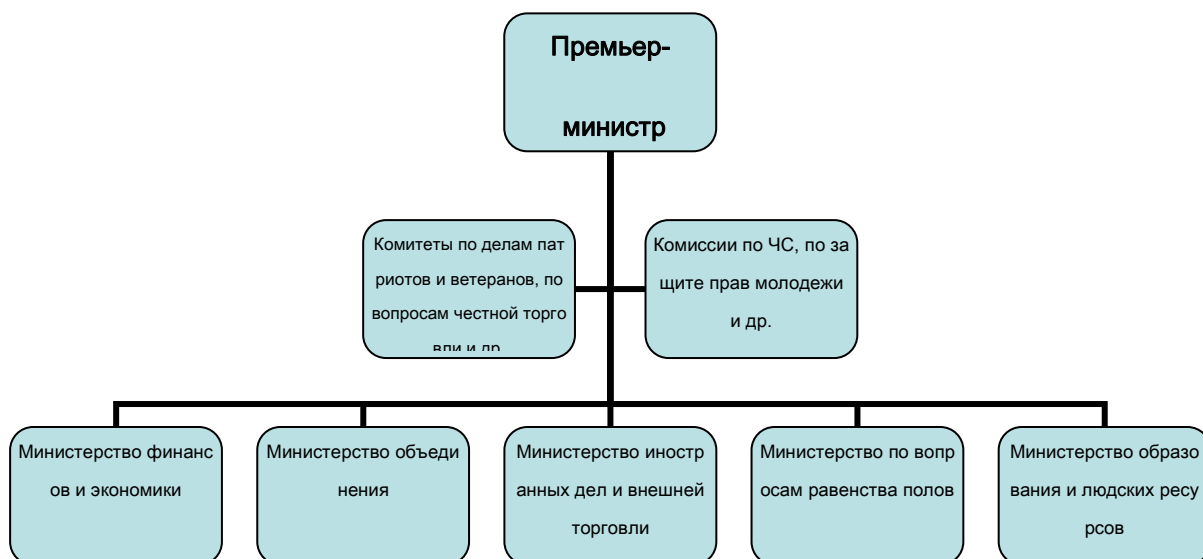 Премьер-
министр
Комитеты по делам пат
риотов и ветеранов, по
вопросам честной торго
вли и др
Комиссии по ЧС, по за
щите прав молодежи
и др.
Министерство финанс
ов и экономики
Министерство объеди
нения
Министерство иностр
анных дел и внешней
торговли
Министерство по вопр
осам равенства полов
Министерство образо
вания и людских ресу
рсов